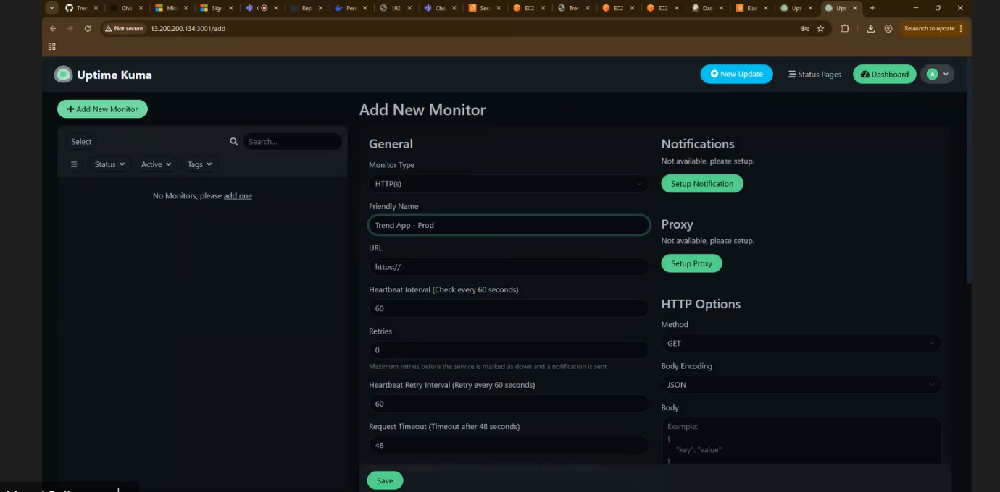 Tren
Cha
Mic
Sign
Rep
Per
192
Cha
Sec
EC2
Tren
EC2
EC2
Das
Elas
Upt
Upt
Not secure 13.200.200.134:3001/add
Relaunch to update
Uptime Kuma
New Update
Status Pages
Dashboard
A
Add New Monitor
Select
Search...
Status
Active
Tags
No Monitors, please add one
Add New Monitor
General
Monitor Type
HTTP(s)
Friendly Name
Trend App - Prod
URL
https://
Heartbeat Interval (Check every 60 seconds)
60
Retries
0
Maximum retries before the service is marked as down and a notification is sent
Heartbeat Retry Interval (Retry every 60 seconds)
60
Request Timeout (Timeout after 48 seconds)
48
Save
Notifications
Not available, please setup.
Setup Notification
Proxy
Not available, please setup.
Setup Proxy
HTTP Options
Method
GET
Body Encoding
JSON
Body
Example:
{
"key": "value"
}